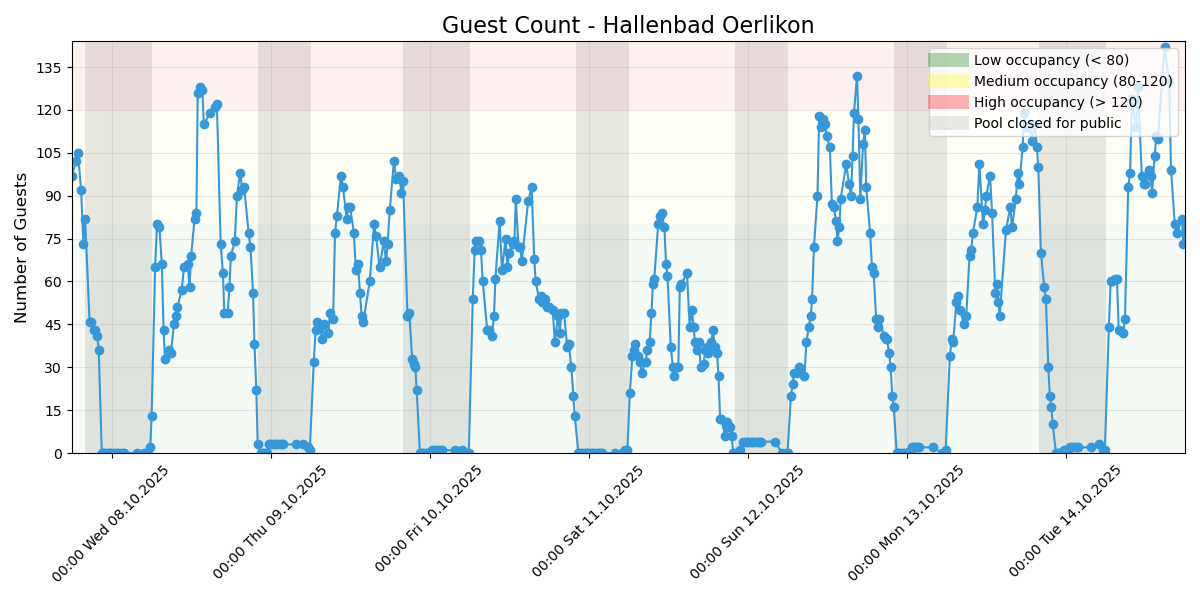 Guest Count - Hallenbad Oerlikon
Number of Guests
135
120
105
90
75
60
45
30
15
0
Low occupancy (< 80)
Medium occupancy (80-120)
High occupancy (> 120)
Pool closed for public
00:00 Wed 08.10.2025
00:00 Thu 09.10.2025
00:00 Fri 10.10.2025
00:00 Sat 11.10.2025
00:00 Sun 12.10.2025
00:00 Mon 13.10.2025
00:00 Tue 14.10.2025